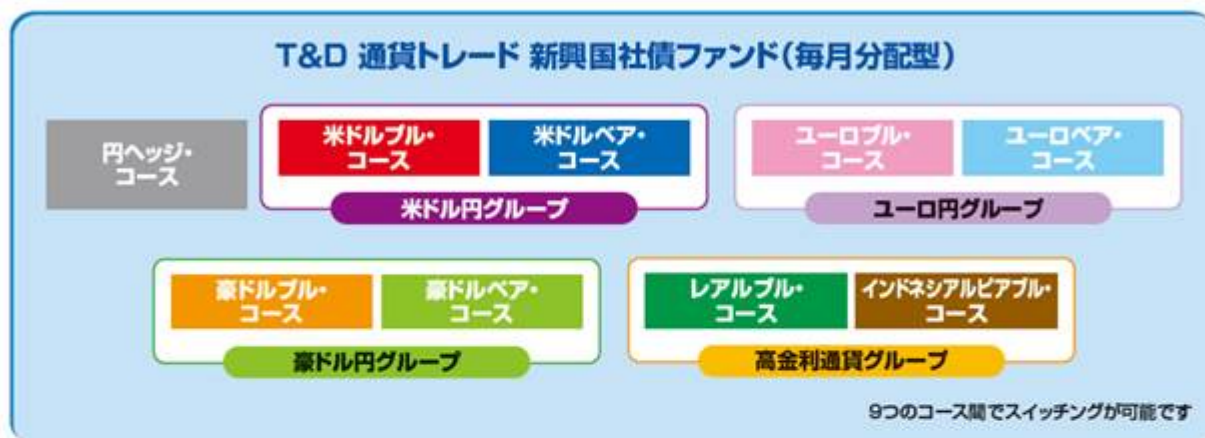 T&D 通貨トレード 新興国社債ファンド(毎月分配型)
円ヘッジ・
コース
米ドルブル・
コース
米ドルベア・
コース
米ドル円グループ
ユーロブル・
コース
ユーロベア・
コース
ユーロ円グループ
豪ドルブル・
コース
豪ドルベア・
コース
豪ドル円グループ
レアルブル・
コース
インドネシアルピアブル・
コース
高金利通貨グループ
9つのコース間でスイッチングが可能です